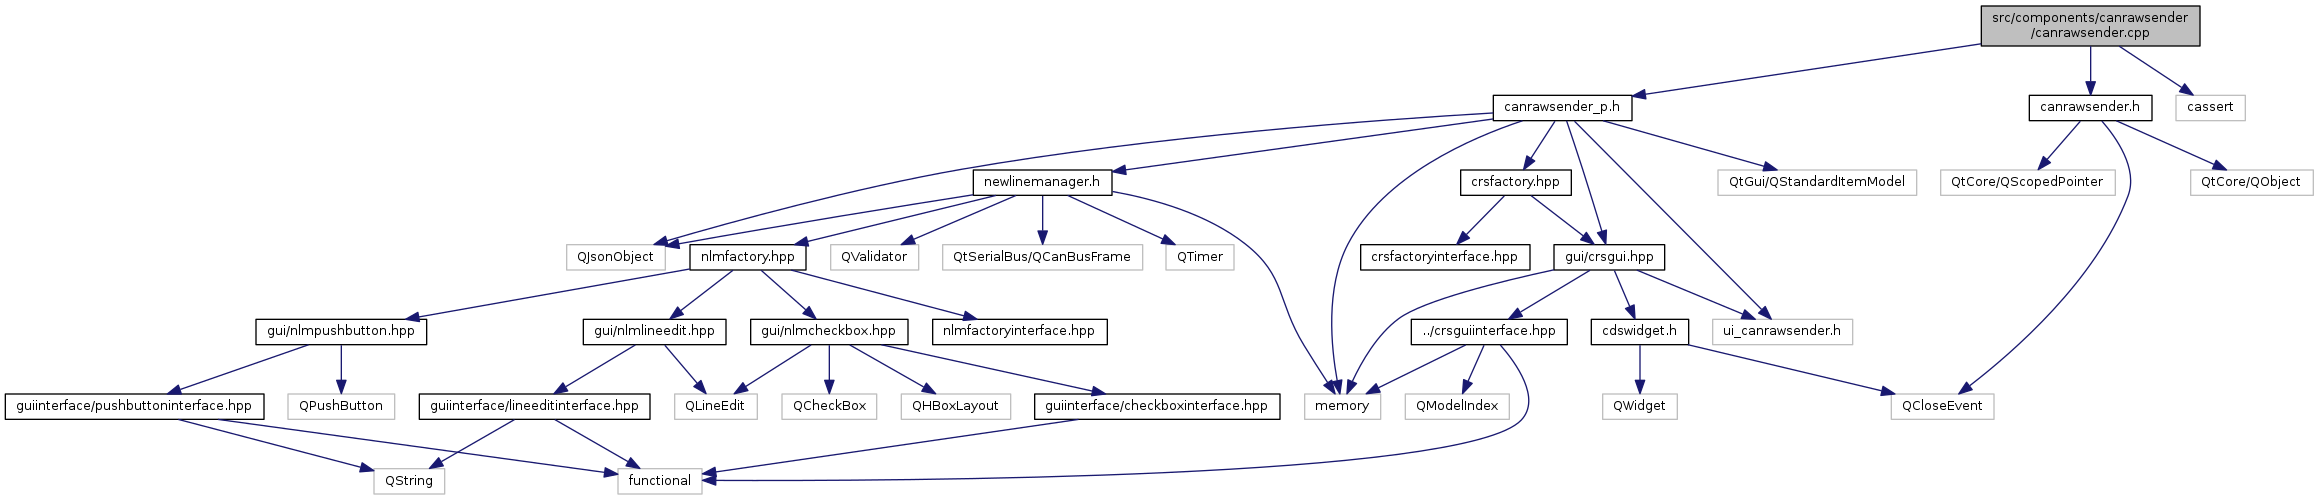 src/components/canrawsender
/canrawsender.cpp
canrawsender_p.h
canrawsender.h
cassert
newlinemanager.h
crsfactory.hpp
QtGui/QStandardItemModel
QtCore/QScopedPointer
QtCore/QObject
QJsonObject
nlmfactory.hpp
QValidator
QtSerialBus/QCanBusFrame
QTimer
crsfactoryinterface.hpp
gui/crsgui.hpp
gui/nlmpushbutton.hpp
gui/nlmlineedit.hpp
gui/nlmcheckbox.hpp
nlmfactoryinterface.hpp
../crsguiinterface.hpp
cdswidget.h
ui_canrawsender.h
guiinterface/pushbuttoninterface.hpp
QPushButton
guiinterface/lineeditinterface.hpp
QLineEdit
QCheckBox
QHBoxLayout
guiinterface/checkboxinterface.hpp
memory
QModelIndex
QWidget
QCloseEvent
QString
functional